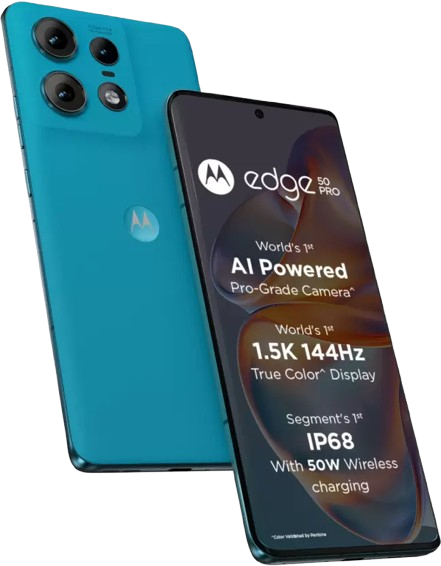 edge 50 PRO
World's 1st
AI Powered
Pro-Grade Camera^
World's 1st
1.5K 144Hz
True Color^ Display
Segment's 1st
IP68
With 50W Wireless
charging
^Color Validated by Pantone